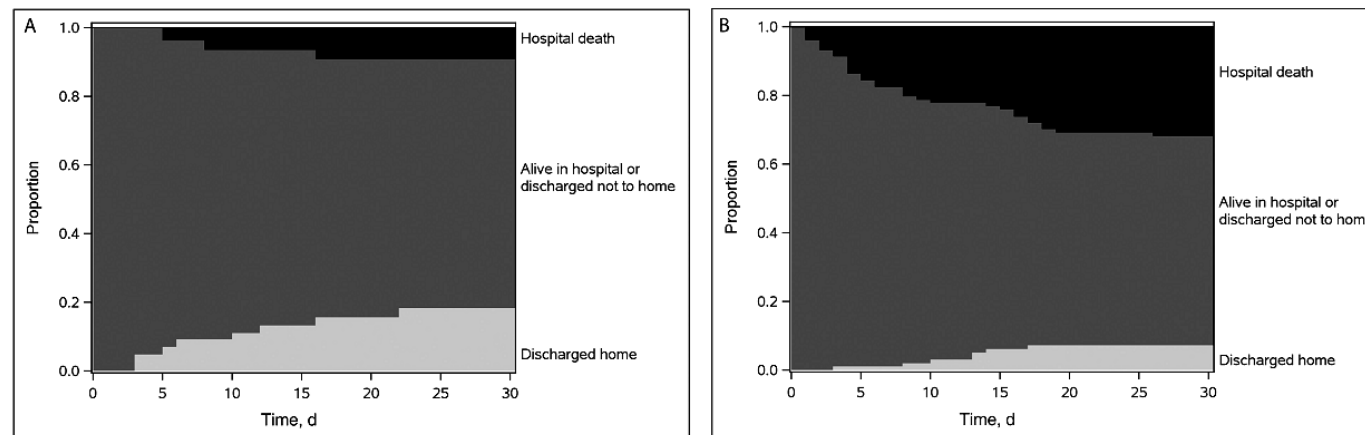 A
1.0
0.8
0.6
0.4
0.2
0.0
Proportion
0
5
10
15
20
25
30
Time, d
Hospital death
Alive in hospital or
discharged not to home
Discharged home
B
1.0
0.8
0.6
0.4
0.2
0.0
Proportion
0
5
10
15
20
25
30
Time, d
Hospital death
Alive in hospital or
discharged not to hom
Discharged home